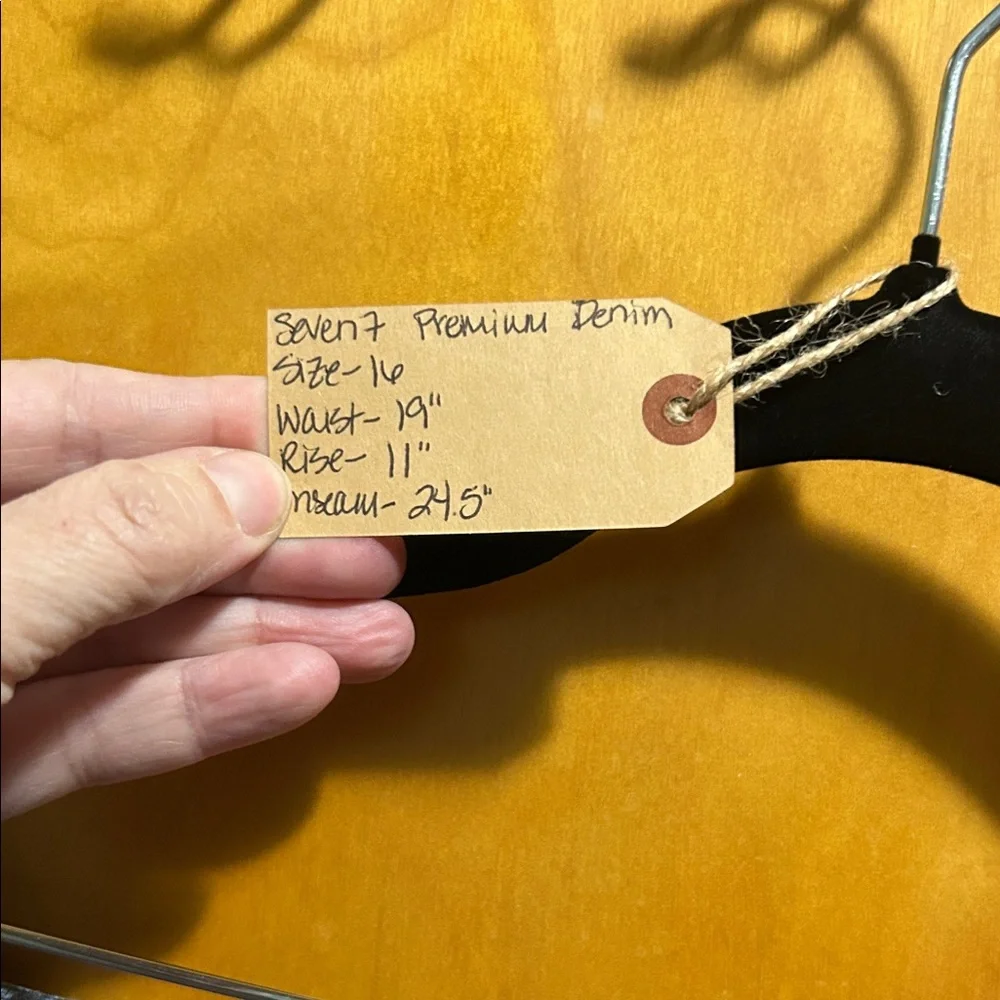 Seven7 Premium Denim
Size- 16
Waist- 19"
Rise- 11"
Inseam- 24.5"